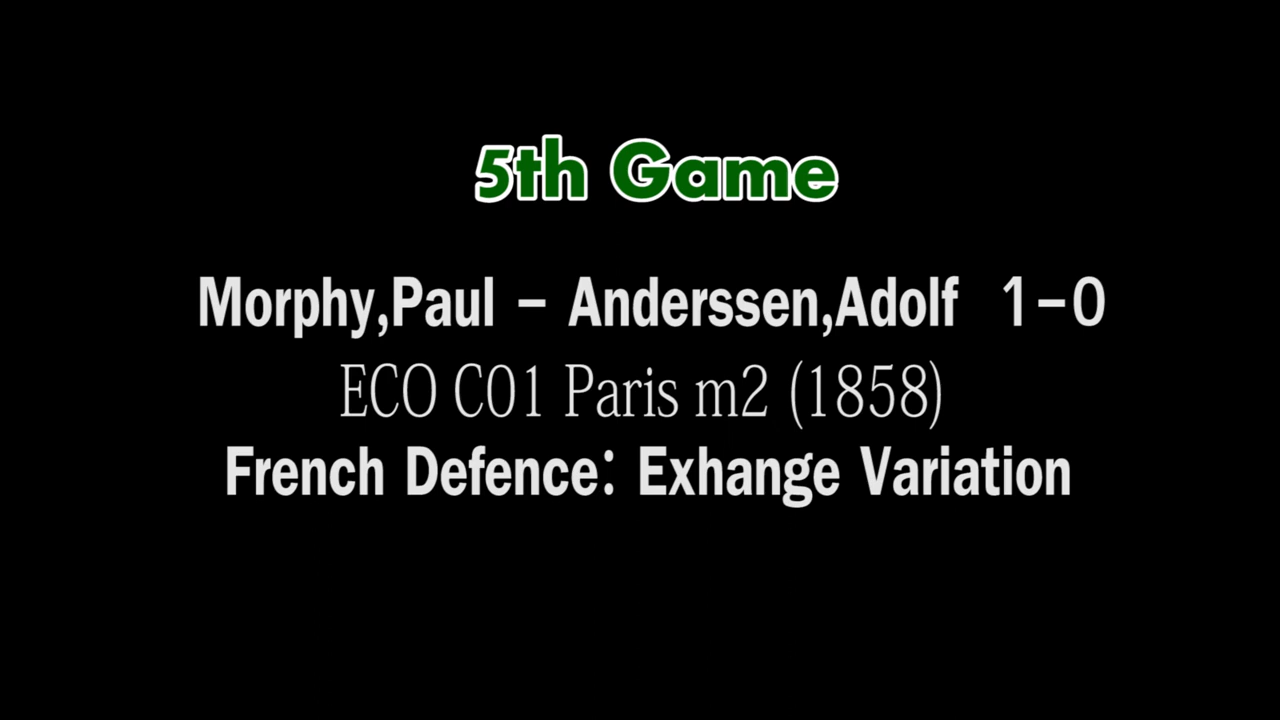 5th Game
Morphy,Paul - Anderssen,Adolf 1-0
ECO C01 Paris m2 (1858)
French Defence: Exhange Variation